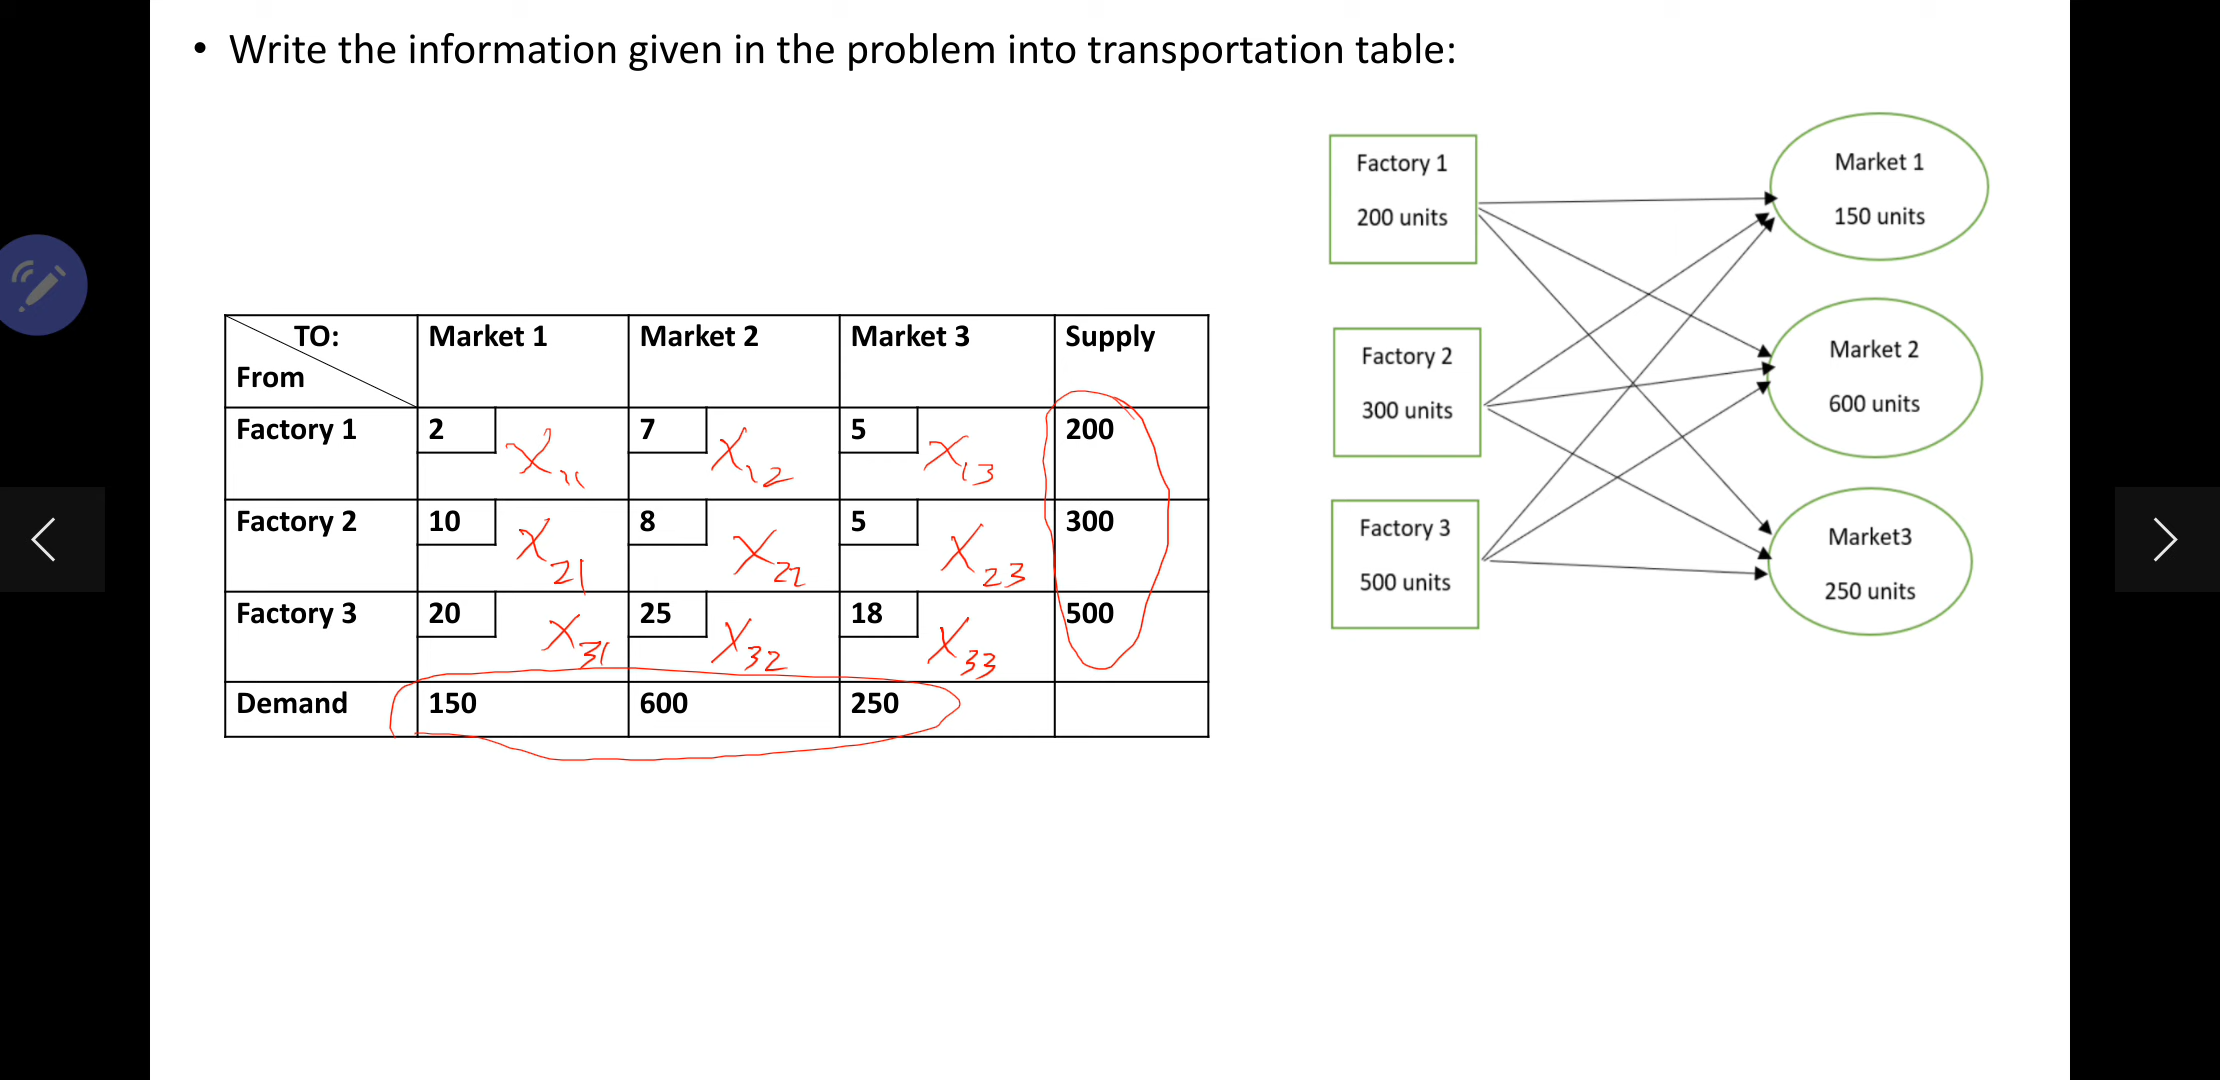 • Write the information given in the problem into transportation table:
TO:
From
Market 1 Market 2 Market 3 Supply
Factory 1 2 X11 7 X12 5 X13 200
Factory 2 10 X21 8 X22 5 X23 300
Factory 3 20 X31 25 X32 18 X33 500
Demand 150 600 250
Factory 1
200 units
Factory 2
300 units
Factory 3
500 units
Market 1
150 units
Market 2
600 units
Market3
250 units